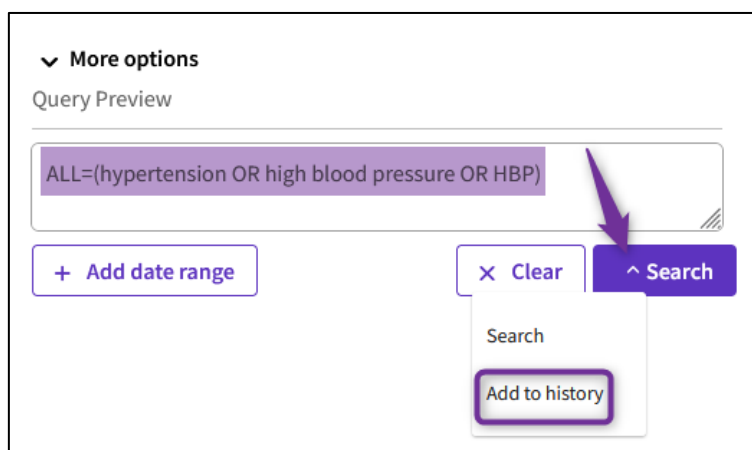 More options
Query Preview
ALL=(hypertension OR high blood pressure OR HBP)
+ Add date range
× Clear
^ Search
Search
Add to history